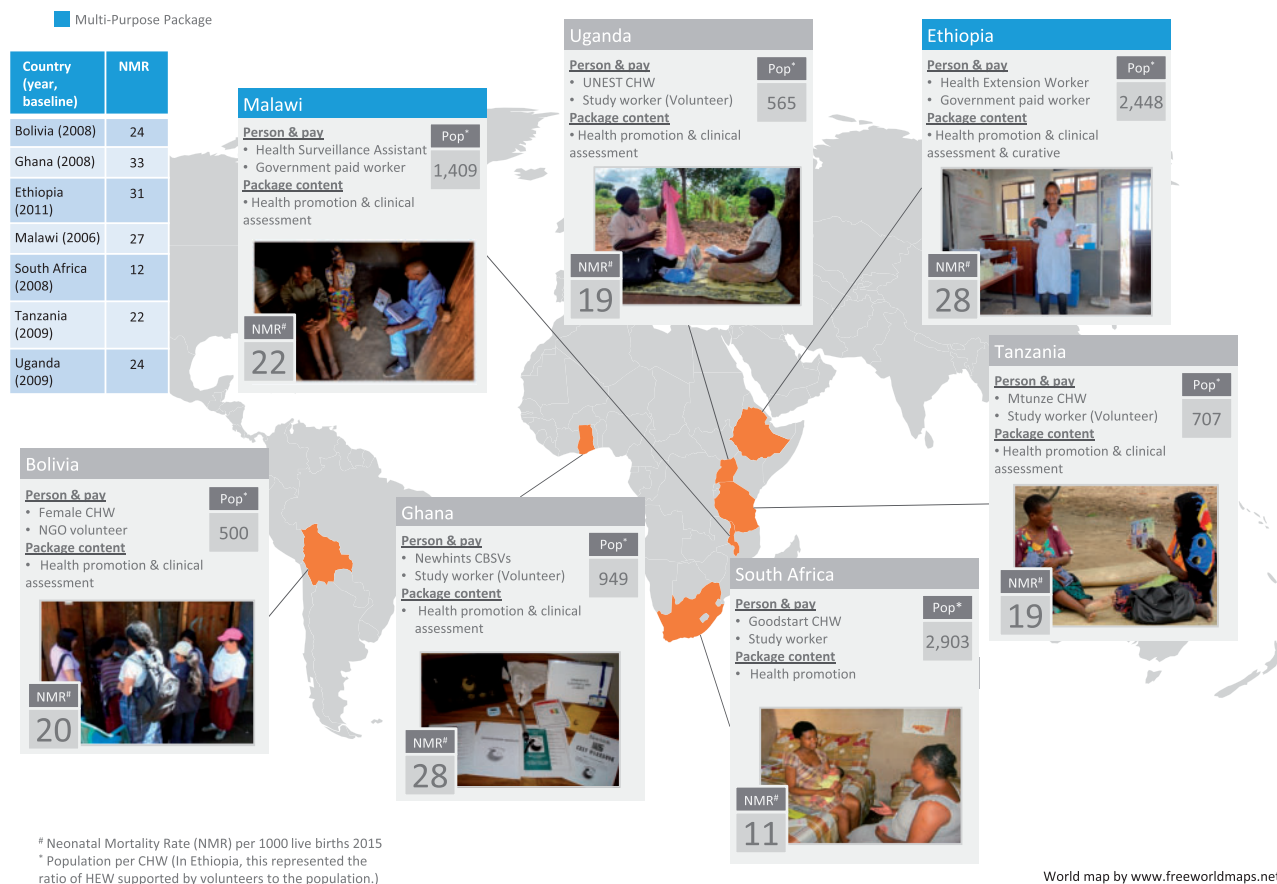 Multi-Purpose Package
Country (year, baseline) NMR
Bolivia (2008) 24
Ghana (2008) 33
Ethiopia (2011) 31
Malawi (2006) 27
South Africa (2008) 12
Tanzania (2009) 22
Uganda (2009) 24
Malawi
Person & pay
• Health Surveillance Assistant
• Government paid worker
Package content
• Health promotion & clinical
assessment
Pop*
1,409
NMR#
22
Uganda
Person & pay
• UNEST CHW
• Study worker (Volunteer)
Package content
• Health promotion & clinical
assessment
Pop*
565
NMR#
19
Ethiopia
Person & pay
• Health Extension Worker
• Government paid worker
Package content
• Health promotion & clinical
assessment & curative
Pop*
2,448
NMR#
28
Tanzania
Person & pay
• Mtunze CHW
• Study worker (Volunteer)
Package content
• Health promotion & clinical
assessment
Pop*
707
NMR#
19
Bolivia
Person & pay
• Female CHW
• NGO volunteer
Package content
• Health promotion & clinical
assessment
Pop*
500
NMR#
20
Ghana
Person & pay
• Newhints CBSVs
• Study worker (Volunteer)
Package content
• Health promotion & clinical
assessment
Pop*
949
NMR#
28
South Africa
Person & pay
• Goodstart CHW
• Study worker
Package content
• Health promotion
Pop*
2,903
NMR#
11
# Neonatal Mortality Rate (NMR) per 1000 live births 2015
* Population per CHW (In Ethiopia, this represented the
ratio of HEW supported by volunteers to the population.)
World map by www.freeworldmaps.net